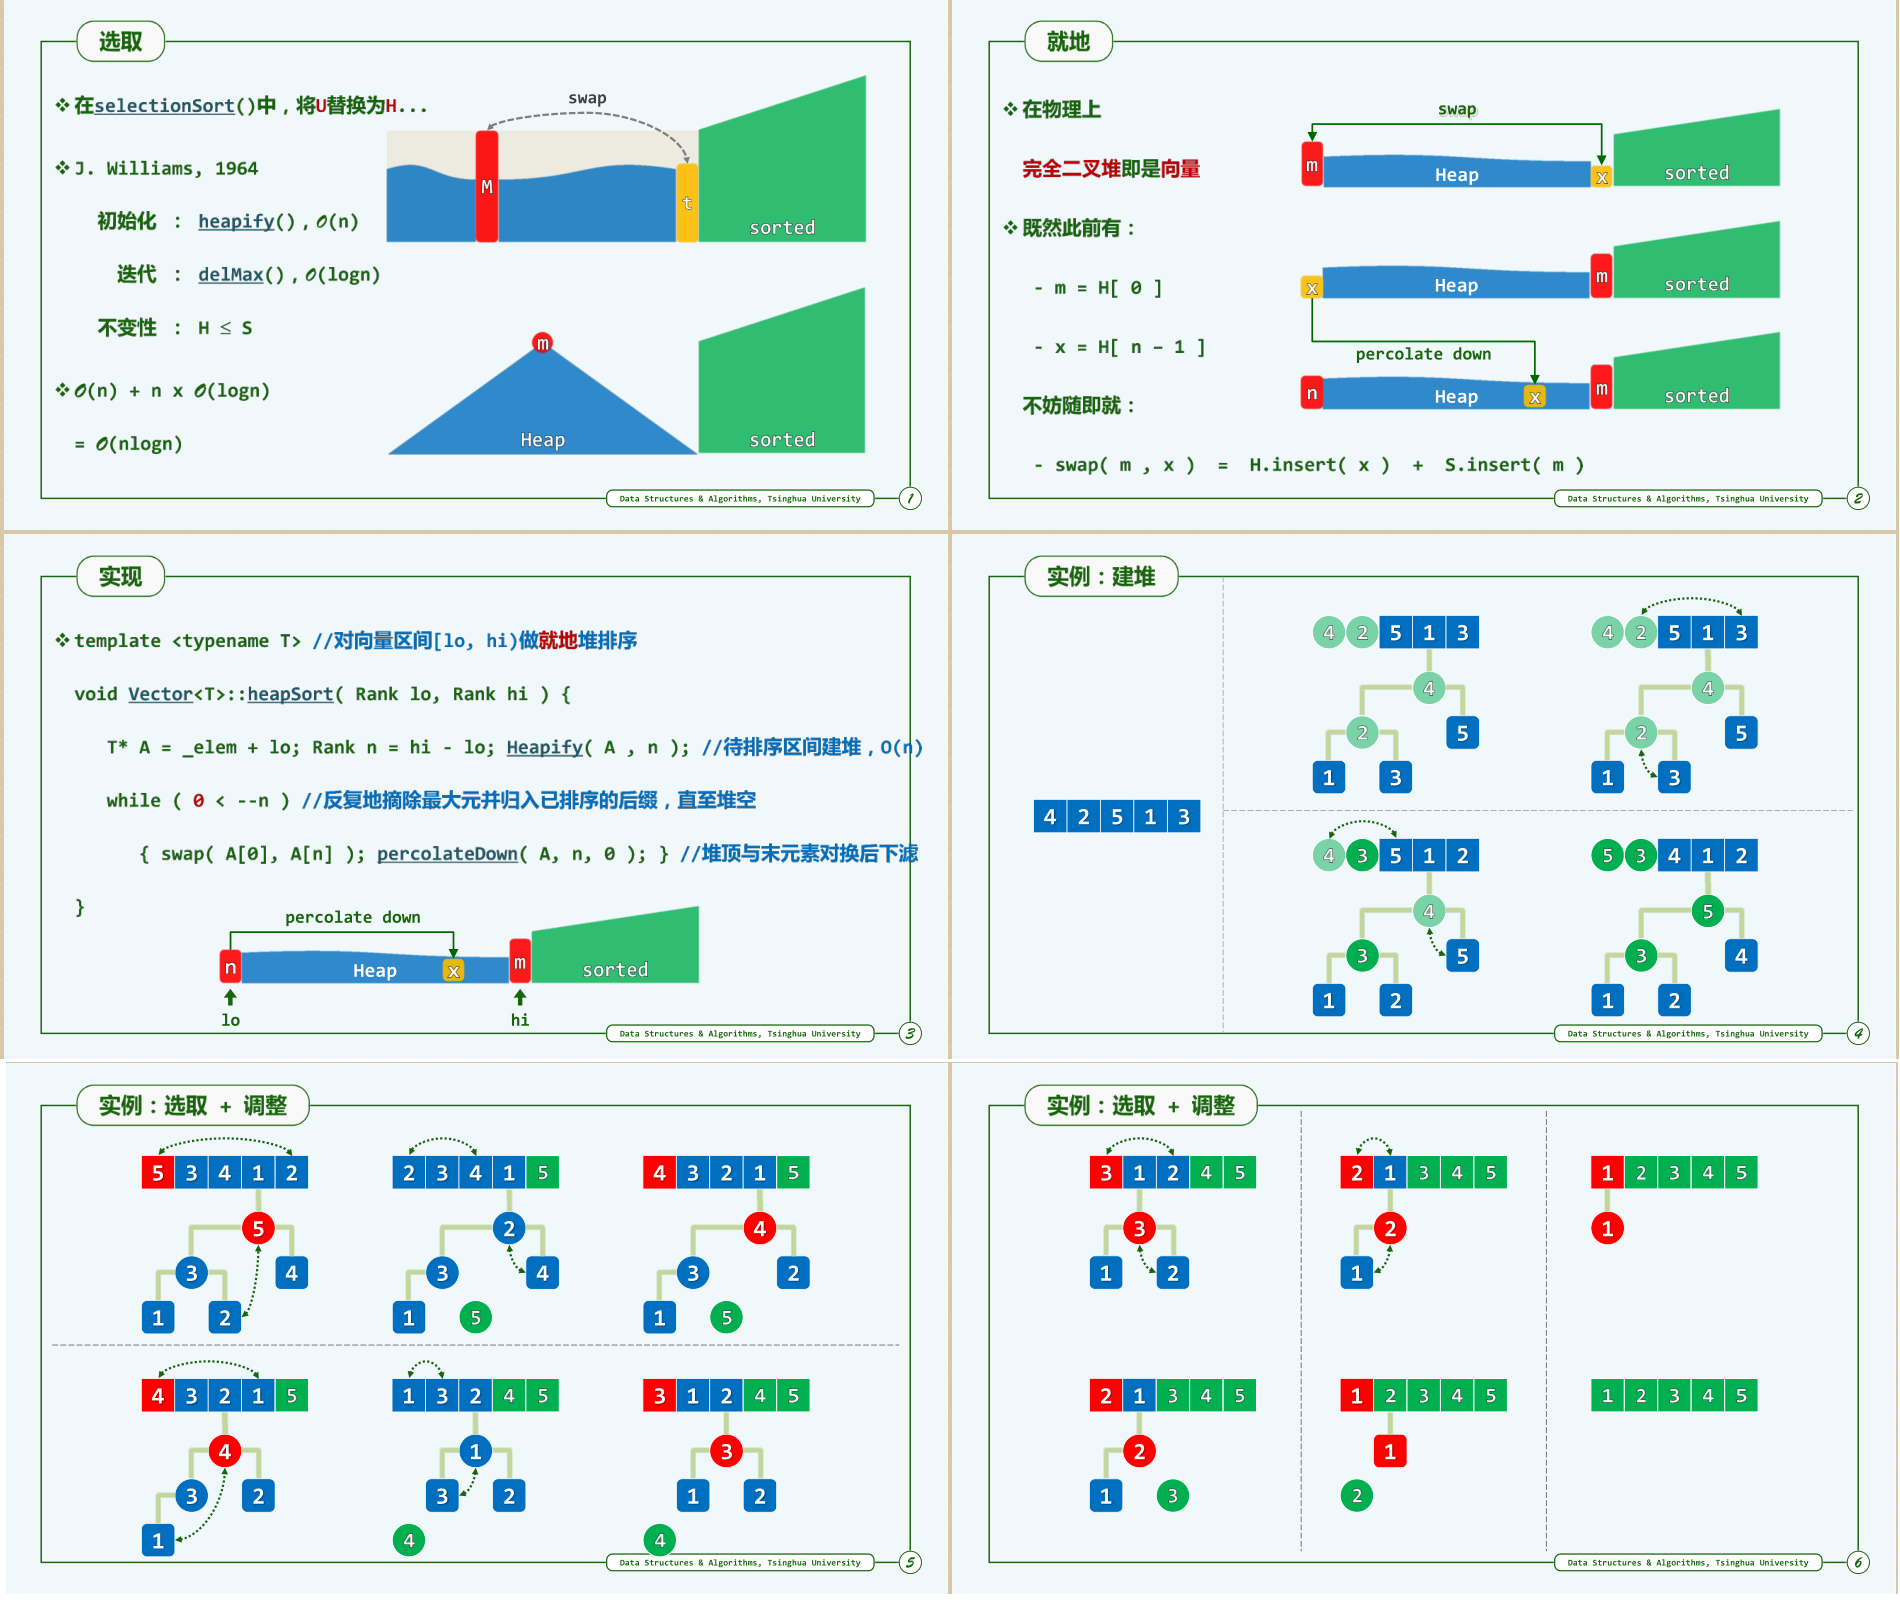 选取
❖在selectionSort()中，将U替换为H...
❖J. Williams, 1964
初始化 : heapify()，O(n)
迭代 : delMax()，O(logn)
不变性 : H ≤ S
❖O(n) + n x O(logn)
= O(nlogn)
swap
M
t
sorted
m
Heap
sorted
Data Structures & Algorithms, Tsinghua University
1
就地
❖在物理上
完全二叉堆即是向量
❖既然此前有：
- m = H[ 0 ]
- x = H[ n – 1 ]
不妨随即就：
- swap( m , x ) = H.insert( x ) + S.insert( m )
swap
m Heap x sorted
x Heap m sorted
percolate down
n Heap x m sorted
Data Structures & Algorithms, Tsinghua University
2
实现
❖template <typename T> //对向量区间[lo, hi)做就地堆排序
void Vector<T>::heapSort( Rank lo, Rank hi ) {
T* A = _elem + lo; Rank n = hi - lo; Heapify( A , n ); //待排序区间建堆，O(n)
while ( 0 < --n ) //反复地摘除最大元并归入已排序的后缀，直至堆空
{ swap( A[0], A[n] ); percolateDown( A, n, 0 ); } //堆顶与末元素对换后下滤
}
percolate down
n Heap x m sorted
lo hi
Data Structures & Algorithms, Tsinghua University
3
实例：建堆
4 2 5 1 3
4 2 5 1 3
4
2 5
1 3
4 2 5 1 3
4
2 5
1 3
4 3 5 1 2
4
3 5
1 2
5 3 4 1 2
5
3 4
1 2
Data Structures & Algorithms, Tsinghua University
4
实例：选取 + 调整
5 3 4 1 2
5
3 4
1 2
2 3 4 1 5
2
3 4
1 5
4 3 2 1 5
4
3 2
1 5
4 3 2 1 5
4
3 2
1
1 3 2 4 5
1
3 2
4
3 1 2 4 5
3
1 2
4
Data Structures & Algorithms, Tsinghua University
5
实例：选取 + 调整
3 1 2 4 5
3
1 2
2 1 3 4 5
2
1
1 2 3 4 5
1
2 1 3 4 5
2
1 3
1 2 3 4 5
1
2
1 2 3 4 5
Data Structures & Algorithms, Tsinghua University
6